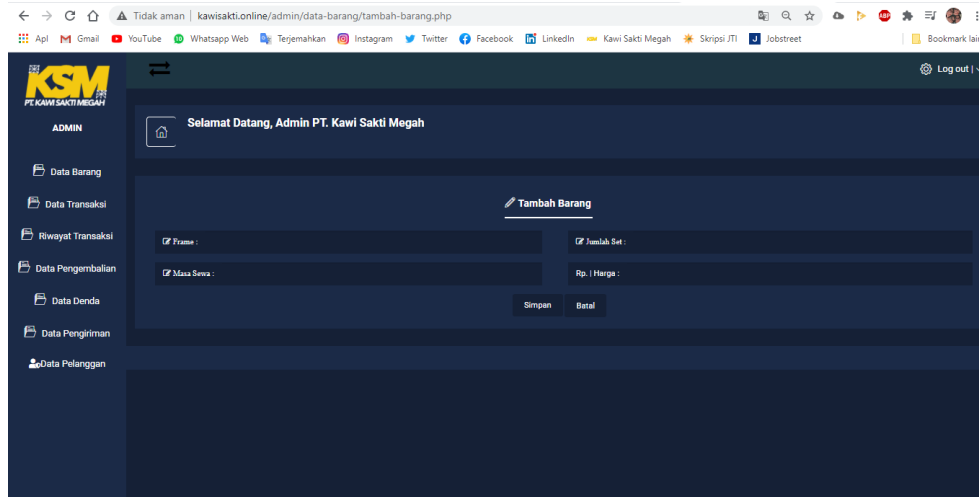 Tidak aman | kawisakti.online/admin/data-barang/tambah-barang.php
Apl Gmail YouTube Whatsapp Web Terjemahkan Instagram Twitter Facebook LinkedIn Kawi Sakti Megah Skripsi JTI Jobstreet Bookmark lai
KSM
PT. KAWI SAKTI MEGAH
Log out |
ADMIN
Selamat Datang, Admin PT. Kawi Sakti Megah
Data Barang
Data Transaksi
Riwayat Transaksi
Data Pengembalian
Data Denda
Data Pengiriman
Data Pelanggan
Tambah Barang
Frame :
Jumlah Set :
Masa Sewa :
Rp. | Harga :
Simpan Batal